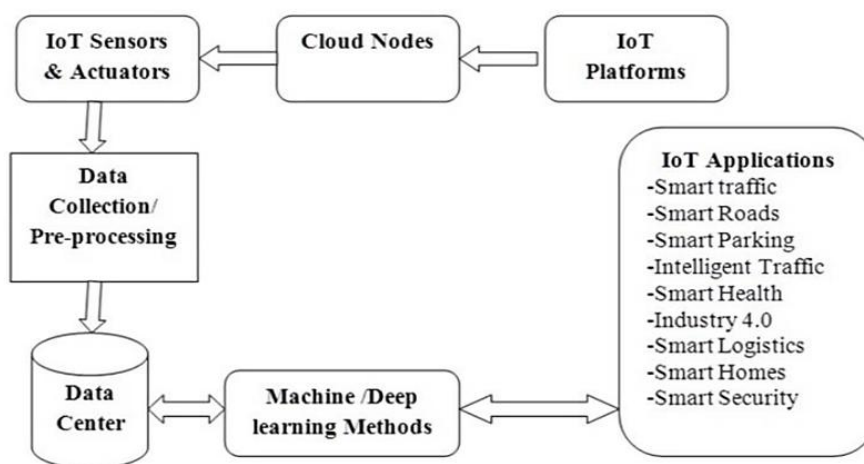 IoT Sensors
& Actuators
Cloud Nodes
IoT
Platforms
Data
Collection/
Pre-processing
IoT Applications
-Smart traffic
-Smart Roads
-Smart Parking
-Intelligent Traffic
-Smart Health
-Industry 4.0
-Smart Logistics
-Smart Homes
-Smart Security
Data
Center
Machine /Deep
learning Methods